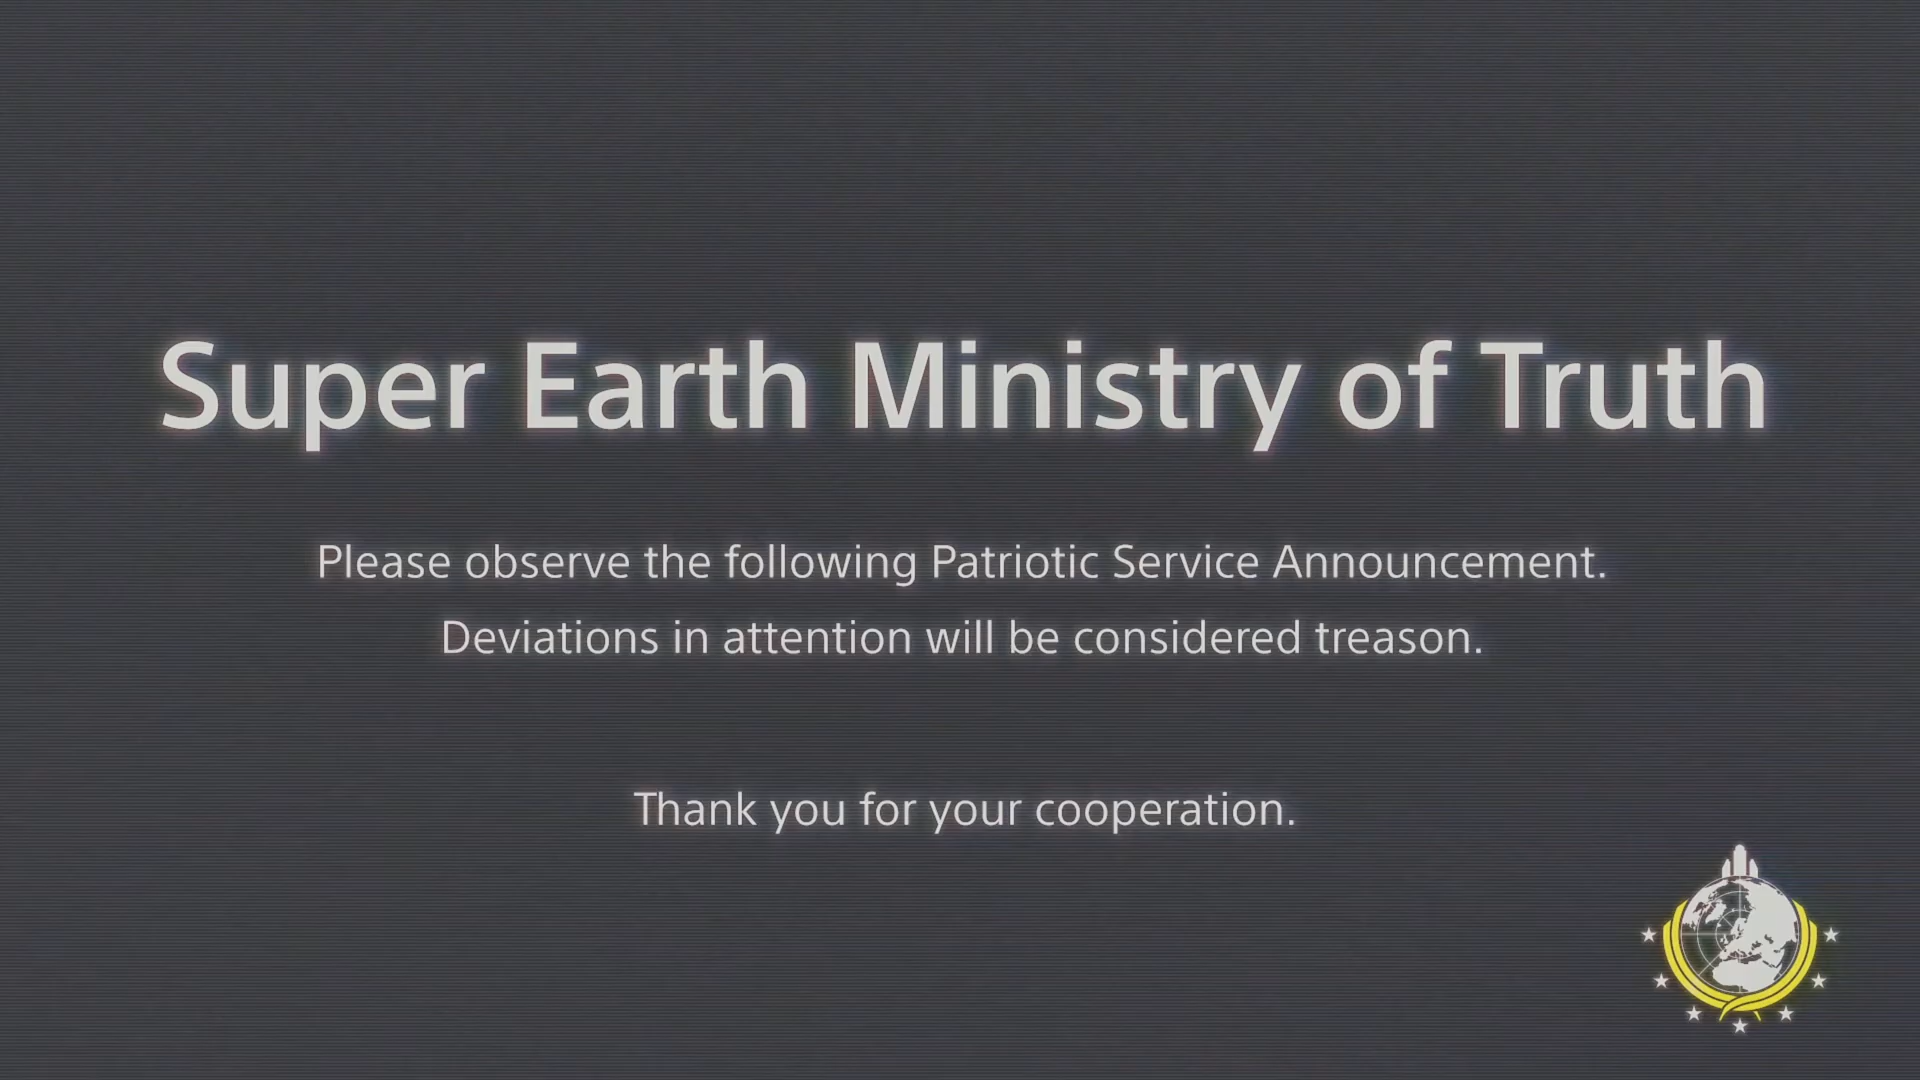 Super Earth Ministry of Truth
Please observe the following Patriotic Service Announcement.
Deviations in attention will be considered treason.
Thank you for your cooperation.